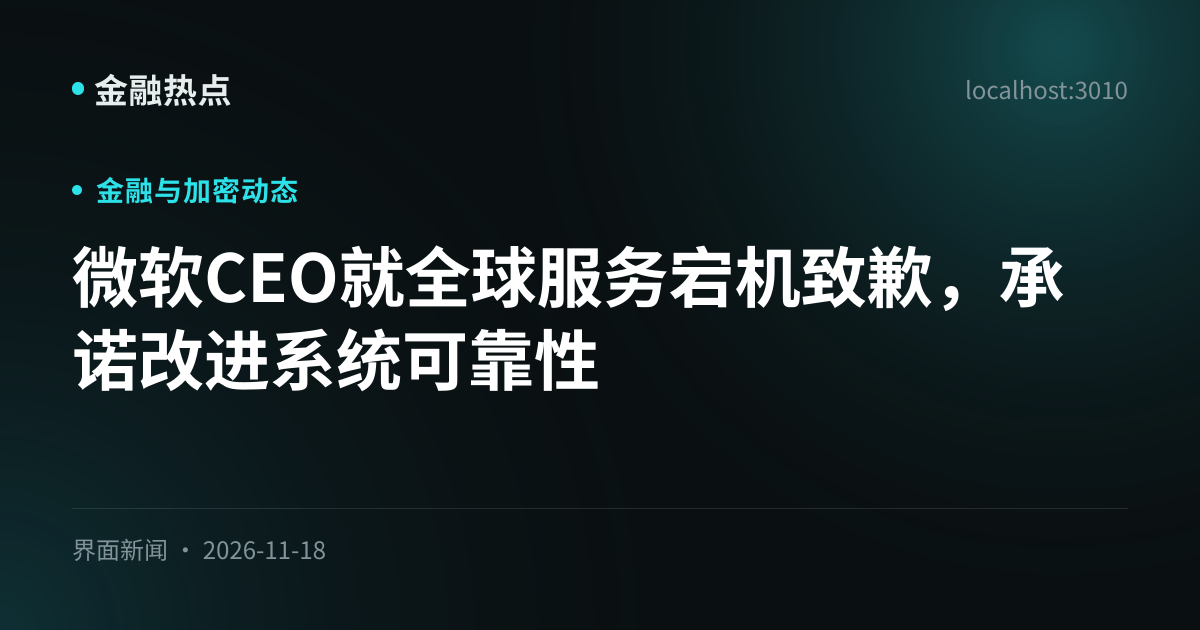 金融热点
localhost:3010
金融与加密动态
微软CEO就全球服务宕机致歉，承
诺改进系统可靠性
界面新闻 · 2026-11-18